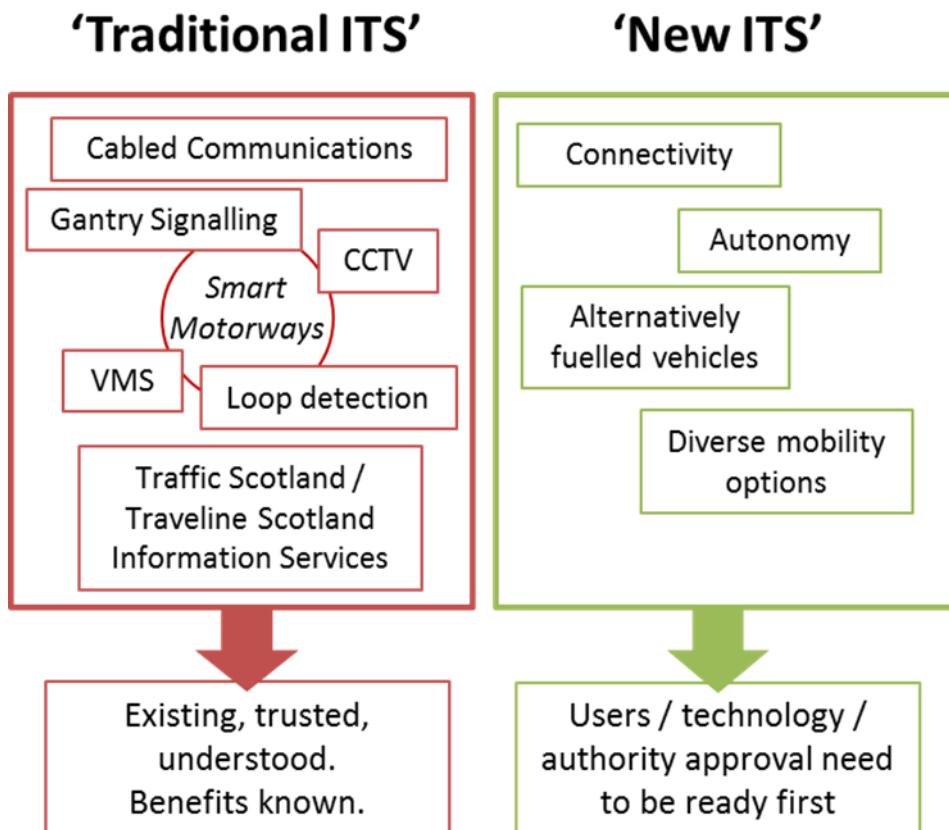 ‘Traditional ITS’
Cabled Communications
Gantry Signalling
CCTV
Smart
Motorways
VMS
Loop detection
Traffic Scotland /
Traveline Scotland
Information Services
Existing, trusted,
understood.
Benefits known.
‘New ITS’
Connectivity
Autonomy
Alternatively
fuelled vehicles
Diverse mobility
options
Users / technology /
authority approval need
to be ready first